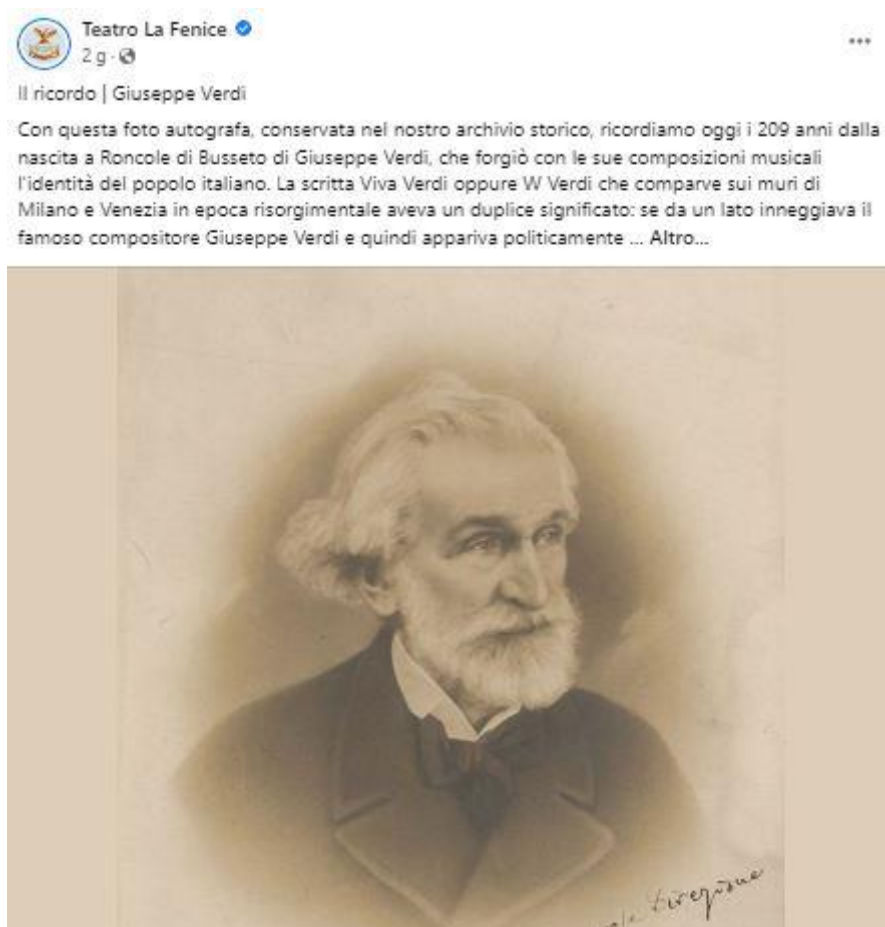 Teatro La Fenice
2 g
Il ricordo | Giuseppe Verdi
Con questa foto autografa, conservata nel nostro archivio storico, ricordiamo oggi i 209 anni dalla
nascita a Roncole di Busseto di Giuseppe Verdi, che forgiò con le sue composizioni musicali
l'identità del popolo italiano. La scritta Viva Verdi oppure W Verdi che comparve sui muri di
Milano e Venezia in epoca risorgimentale aveva un duplice significato: se da un lato inneggiava il
famoso compositore Giuseppe Verdi e quindi appariva politicamente ... Altro...
Direzione